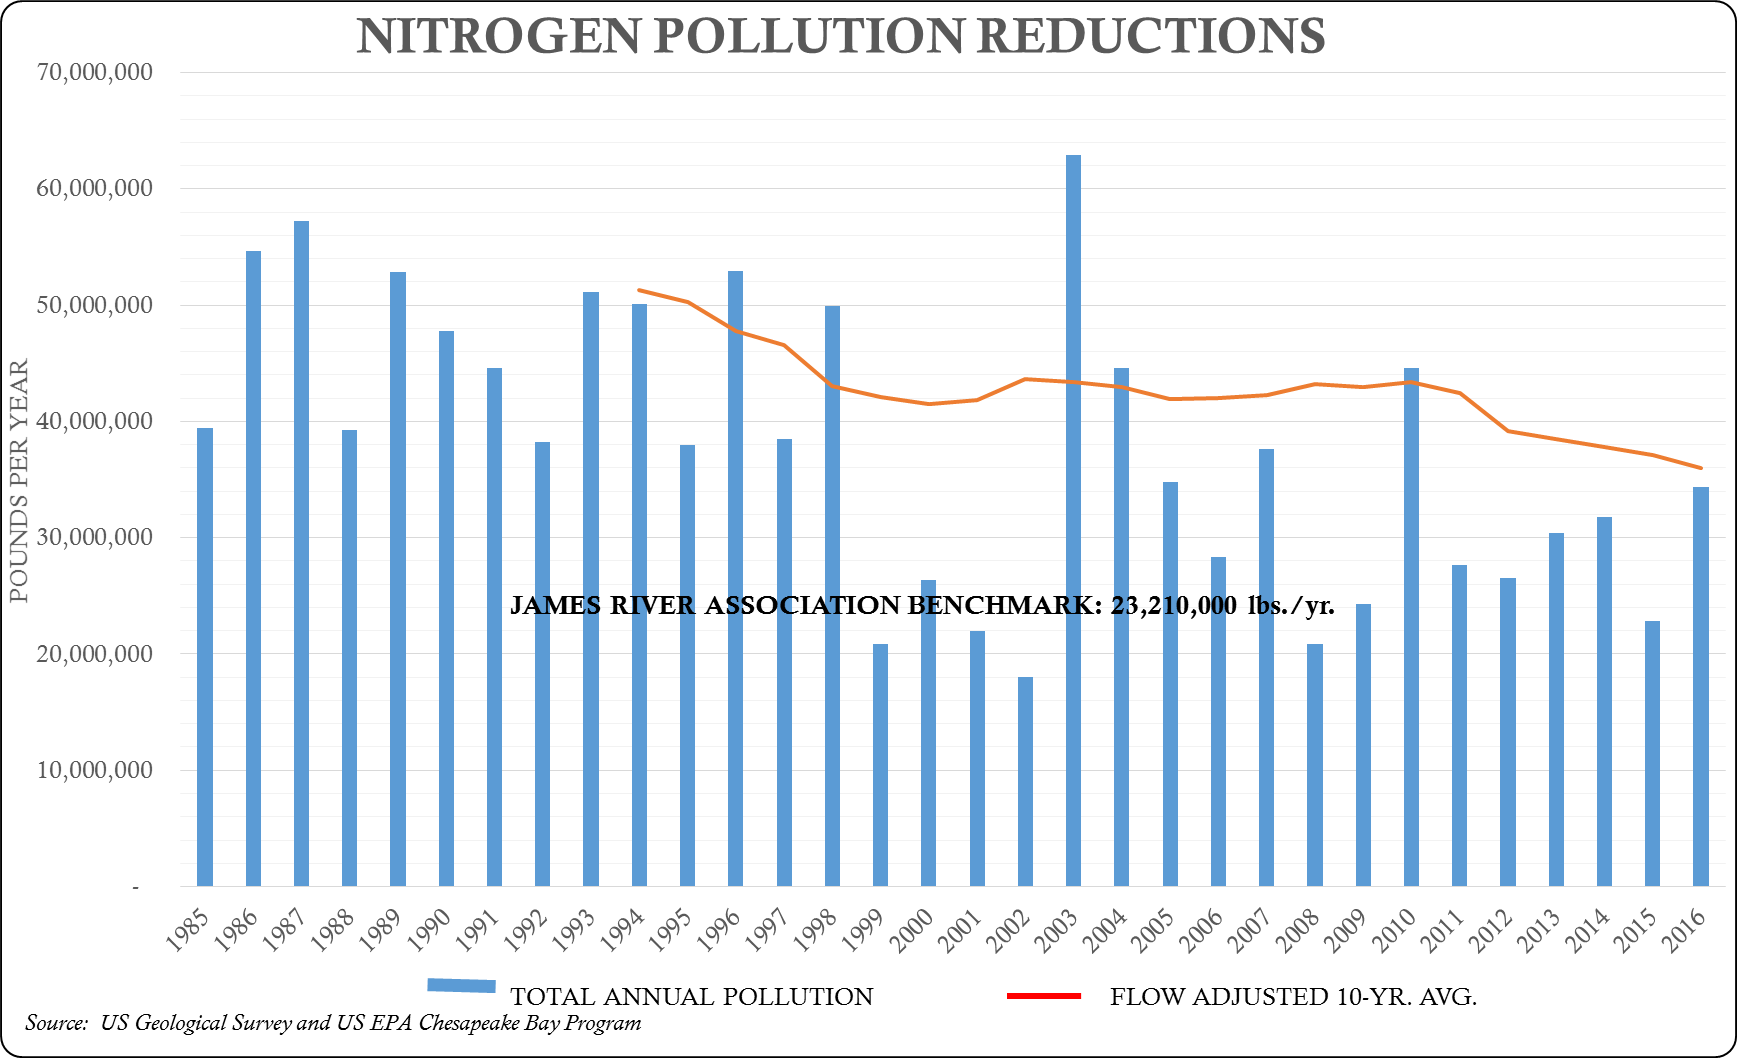 NITROGEN POLLUTION REDUCTIONS
70,000,000
60,000,000
50,000,000
40,000,000
30,000,000
20,000,000
10,000,000
-
POUNDS PER YEAR
JAMES RIVER ASSOCIATION BENCHMARK: 23,210,000 lbs./yr.
1985 1986 1987 1988 1989 1990 1991 1992 1993 1994 1995 1996 1997 1998 1999 2000 2001 2002 2003 2004 2005 2006 2007 2008 2009 2010 2011 2012 2013 2014 2015 2016
TOTAL ANNUAL POLLUTION FLOW ADJUSTED 10-YR. AVG.
Source: US Geological Survey and US EPA Chesapeake Bay Program